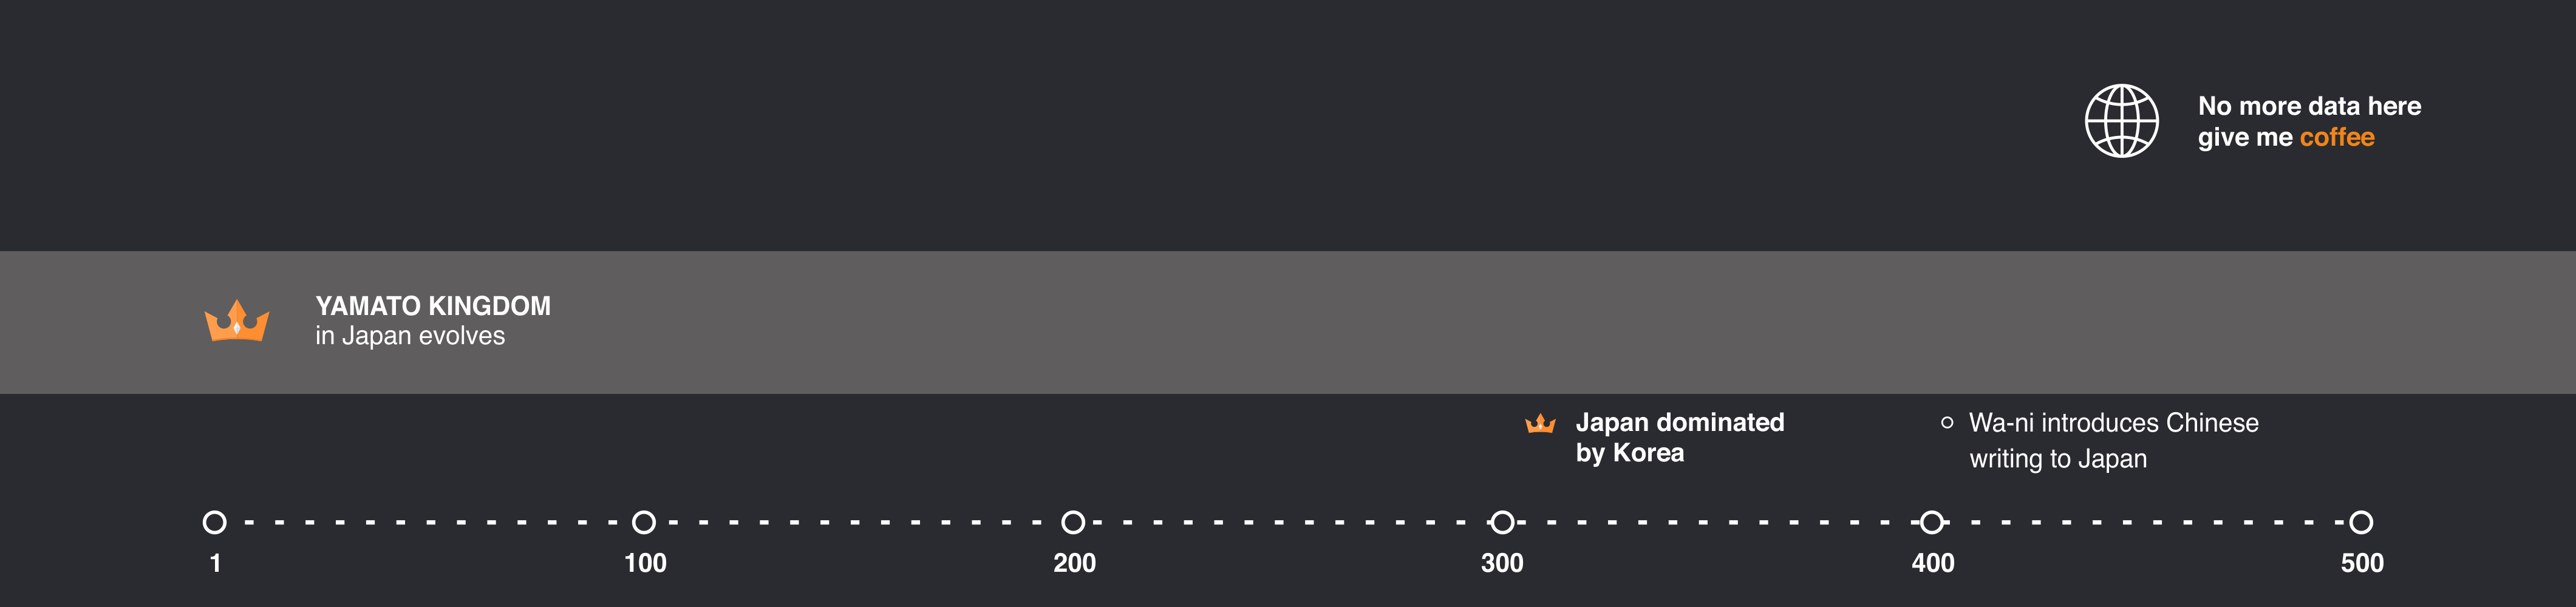 No more data here
give me coffee
YAMATO KINGDOM
in Japan evolves
Japan dominated
by Korea
Wa-ni introduces Chinese
writing to Japan
1 100 200 300 400 500